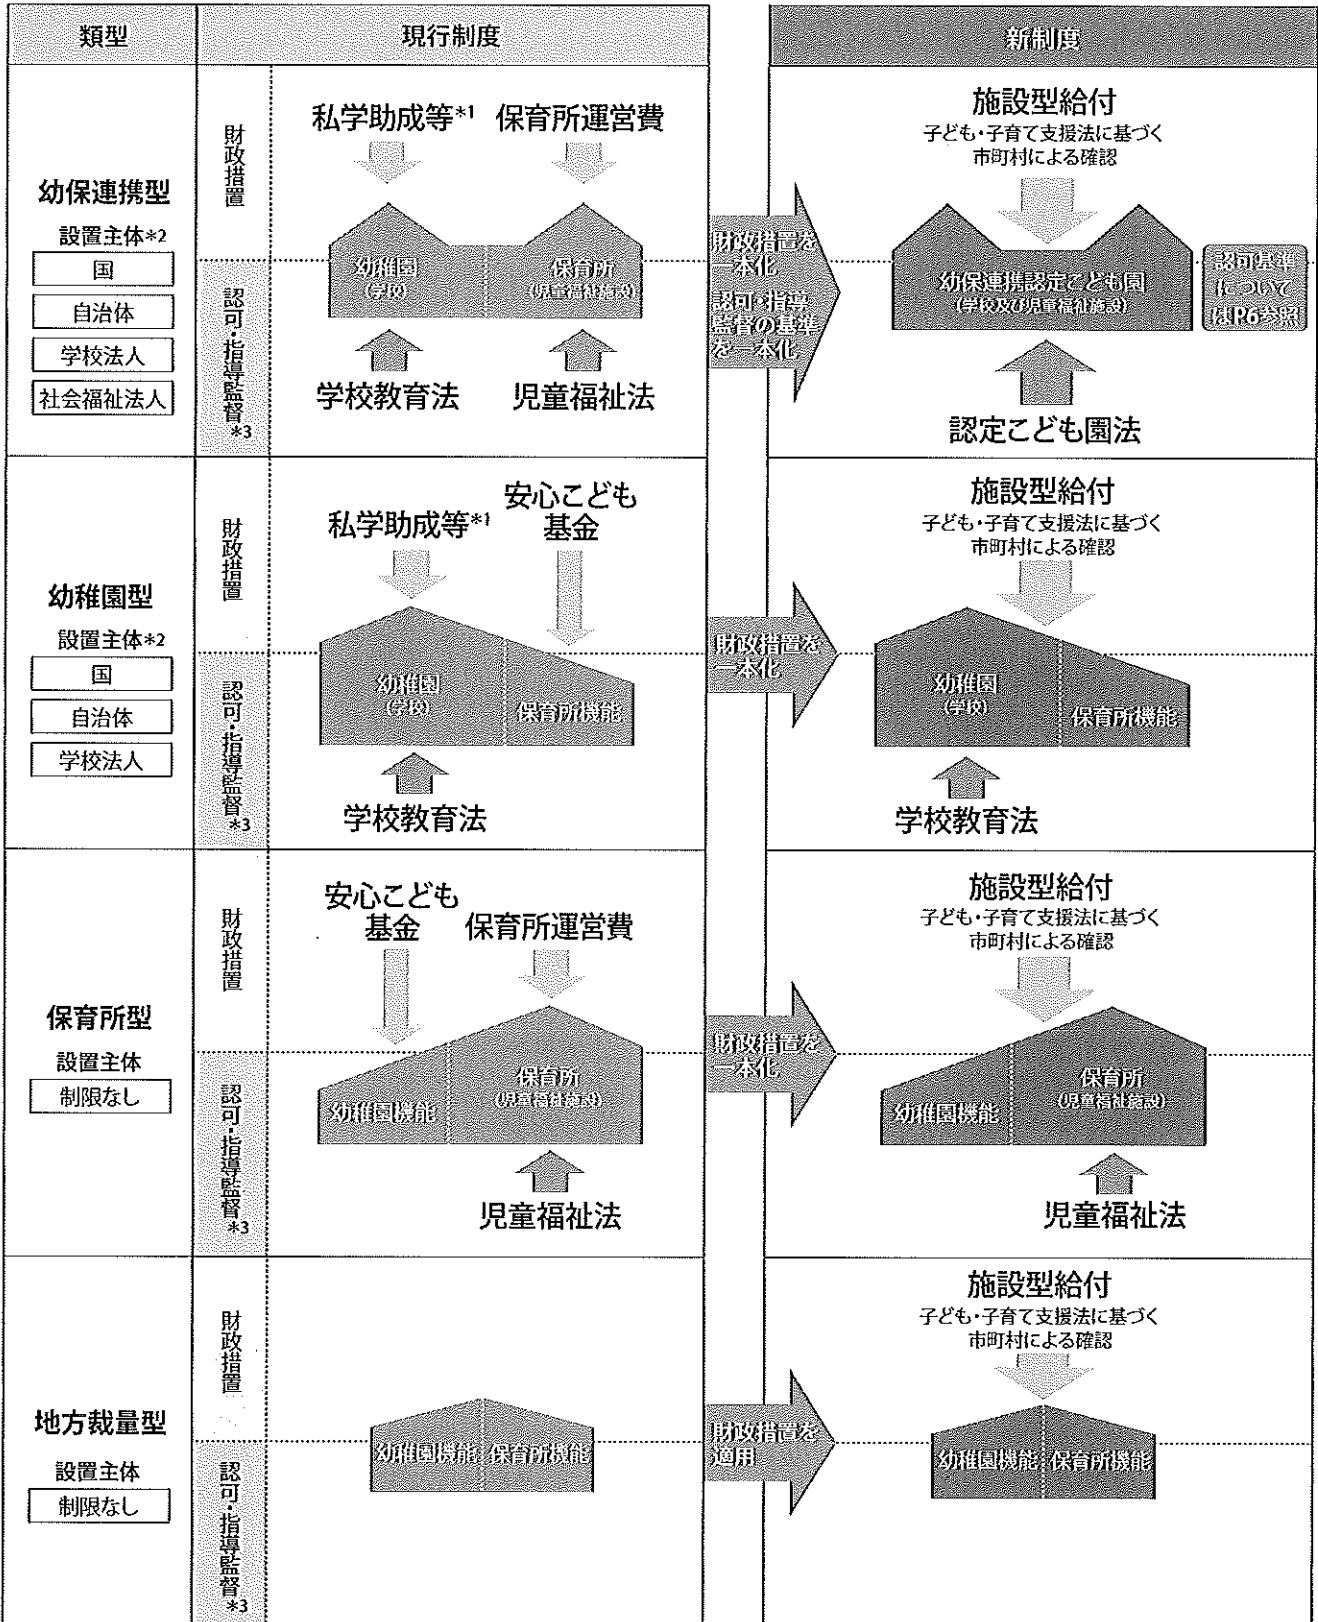 類型
現行制度
新制度
幼保連携型
設置主体*2
国
自治体
学校法人
社会福祉法人
財政措置
認可・指導監督
*3
私学助成等*1
保育所運営費
幼稚園
(学校)
保育所
(児童福祉施設)
学校教育法
児童福祉法
財政措置を
一本化
認可・指導
監督の基準
を一本化
施設型給付
子ども・子育て支援法に基づく
市町村による確認
幼保連携認定こども園
(学校及び児童福祉施設)
認可基準
について
はP6参照
認定こども園法
幼稚園型
設置主体*2
国
自治体
学校法人
財政措置
認可・指導監督
*3
私学助成等*1
安心こども
基金
幼稚園
(学校)
保育所機能
学校教育法
財政措置を
一本化
施設型給付
子ども・子育て支援法に基づく
市町村による確認
幼稚園
(学校)
保育所機能
学校教育法
保育所型
設置主体
制限なし
財政措置
認可・指導監督
*3
安心こども
基金
保育所運営費
幼稚園機能
保育所
(児童福祉施設)
児童福祉法
財政措置を
一本化
施設型給付
子ども・子育て支援法に基づく
市町村による確認
幼稚園機能
保育所
(児童福祉施設)
児童福祉法
地方裁量型
設置主体
制限なし
財政措置
認可・指導監督
*3
幼稚園機能
保育所機能
財政措置を
適用
施設型給付
子ども・子育て支援法に基づく
市町村による確認
幼稚園機能
保育所機能